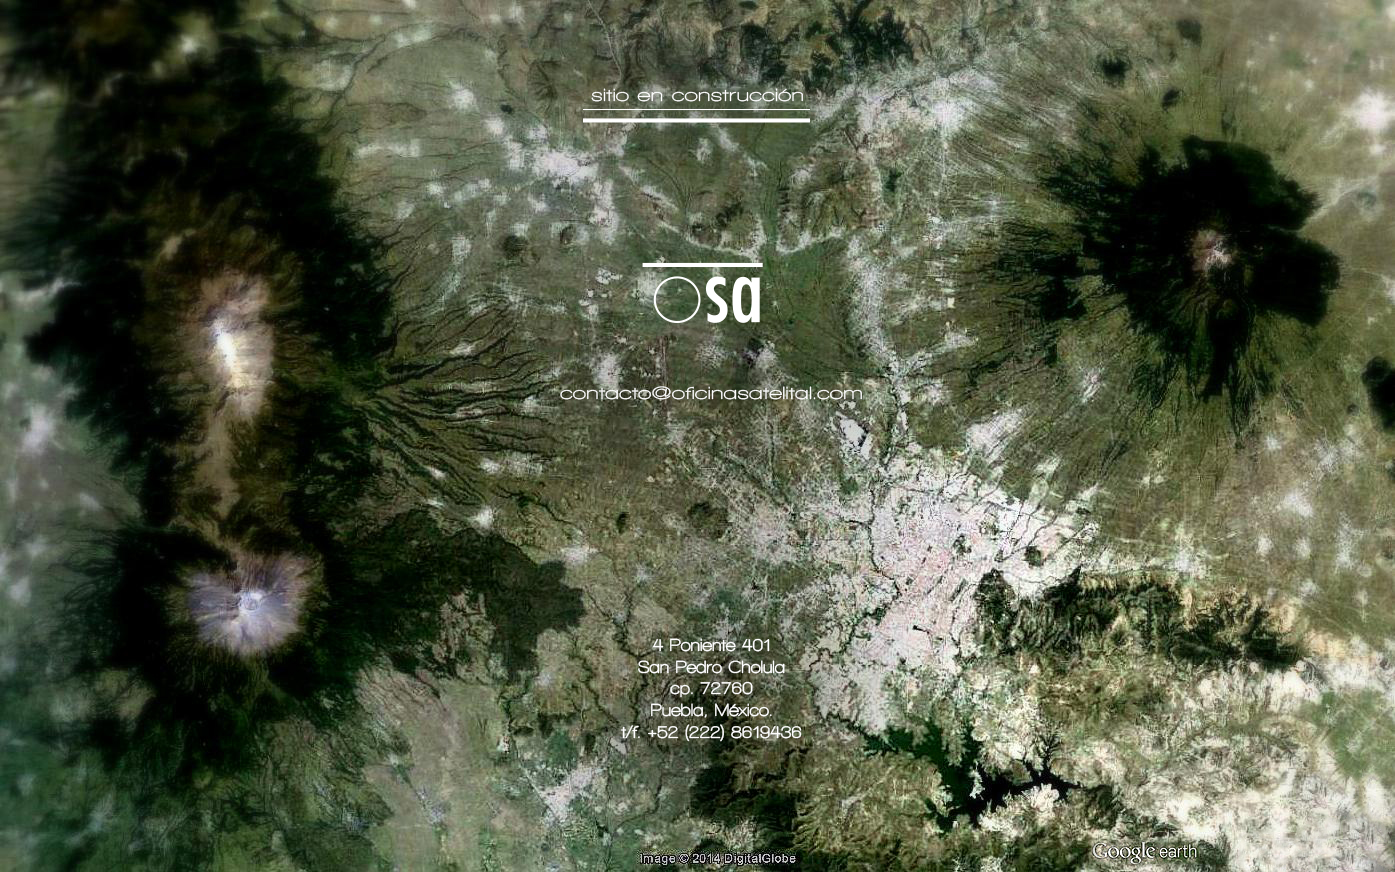 sitio en construcción
osa
contacto@oficinasatelital.com
4 Poniente 401
San Pedro Cholula
cp. 72760
Puebla, México.
t/f. +52 (222) 8619436
Image © 2014 DigitalGlobe
Google earth